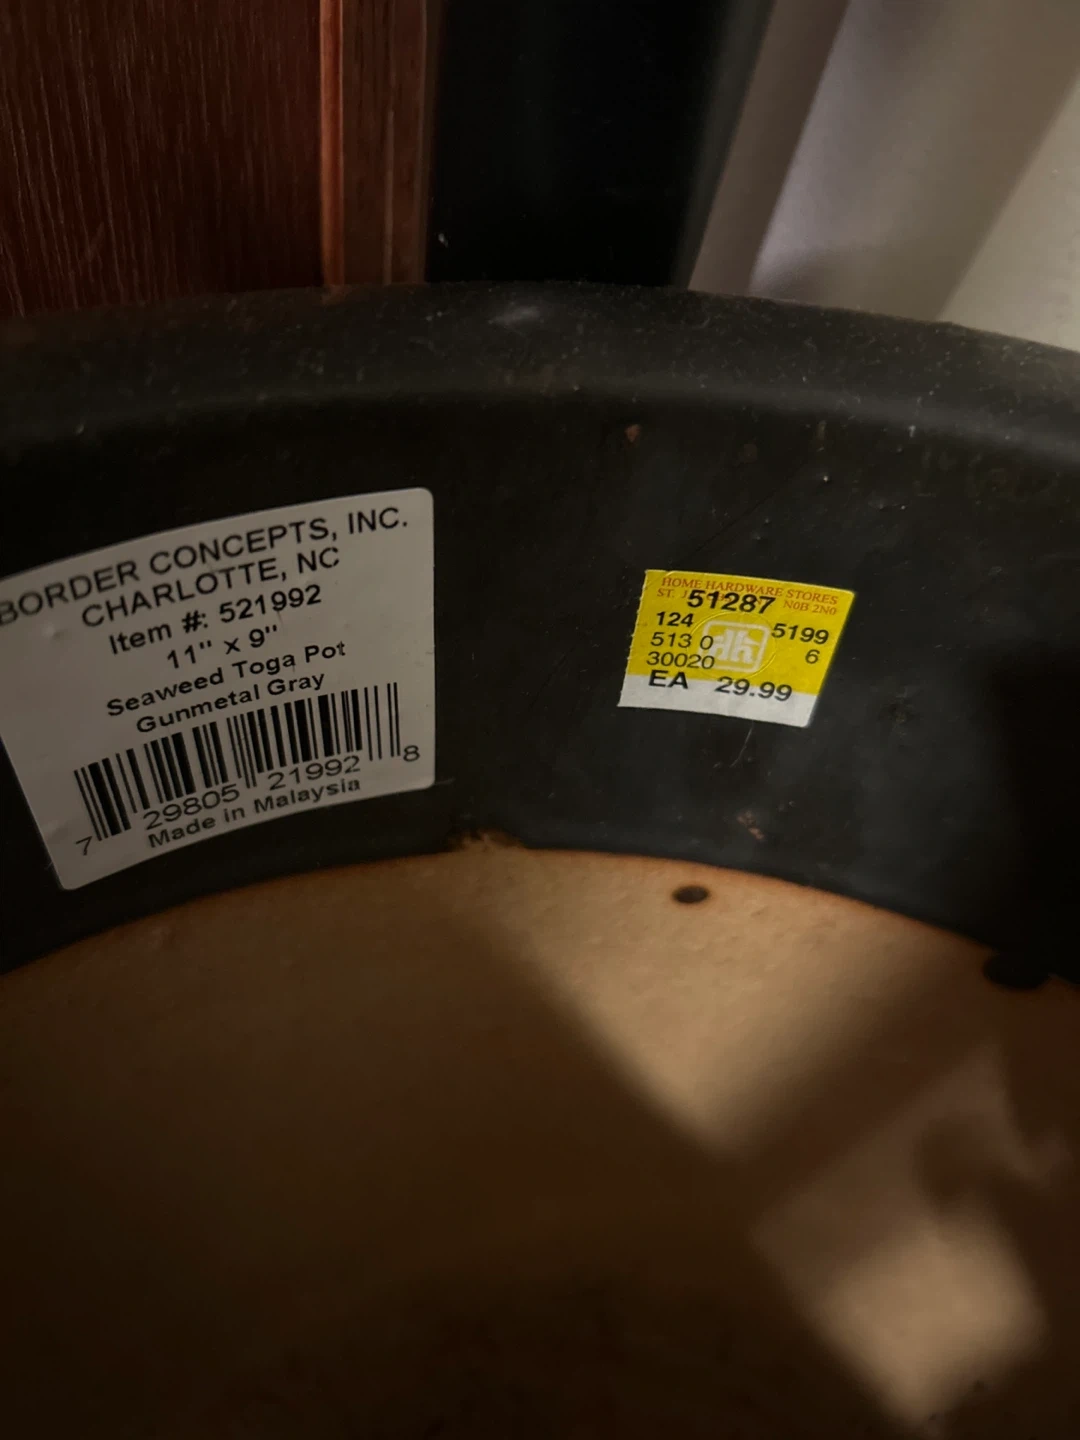 BORDER CONCEPTS, INC.
CHARLOTTE, NC
Item #: 521992
11" x 9"
Seaweed Toga Pot
Gunmetal Gray
7 29805 21992 8
Made in Malaysia
HOME HARDWARE STORES
ST. N0B 2N0
51287
124 5199
513 0 6
30020
EA 29.99